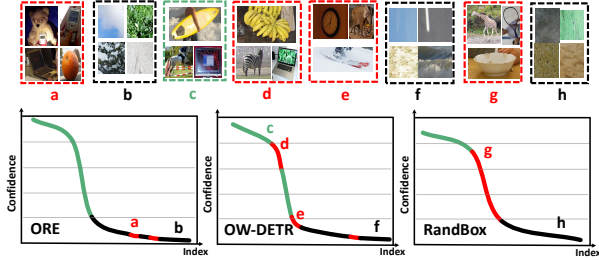 a b c d e f g h
Confidence
ORE
a
b
Index
Confidence
c
d
e
OW-DETR
f
Index
Confidence
g
RandBox
h
Index